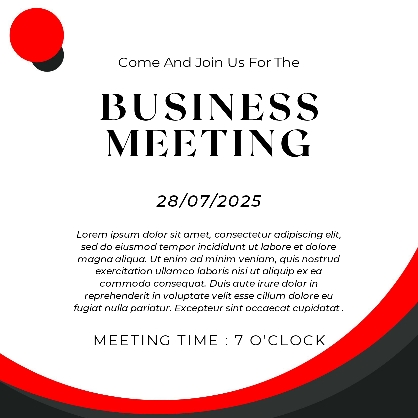 Come And Join Us For The
BUSINESS
MEETING
28/07/2025
Lorem ipsum dolor sit amet, consectetur adipiscing elit,
sed do eiusmod tempor incididunt ut labore et dolore
magna aliqua. Ut enim ad minim veniam, quis nostrud
exercitation ullamco laboris nisi ut aliquip ex ea
commodo consequat. Duis aute irure dolor in
reprehenderit in voluptate velit esse cillum dolore eu
fugiat nulla pariatur. Excepteur sint occaecat cupidatat .
MEETING TIME : 7 O'CLOCK